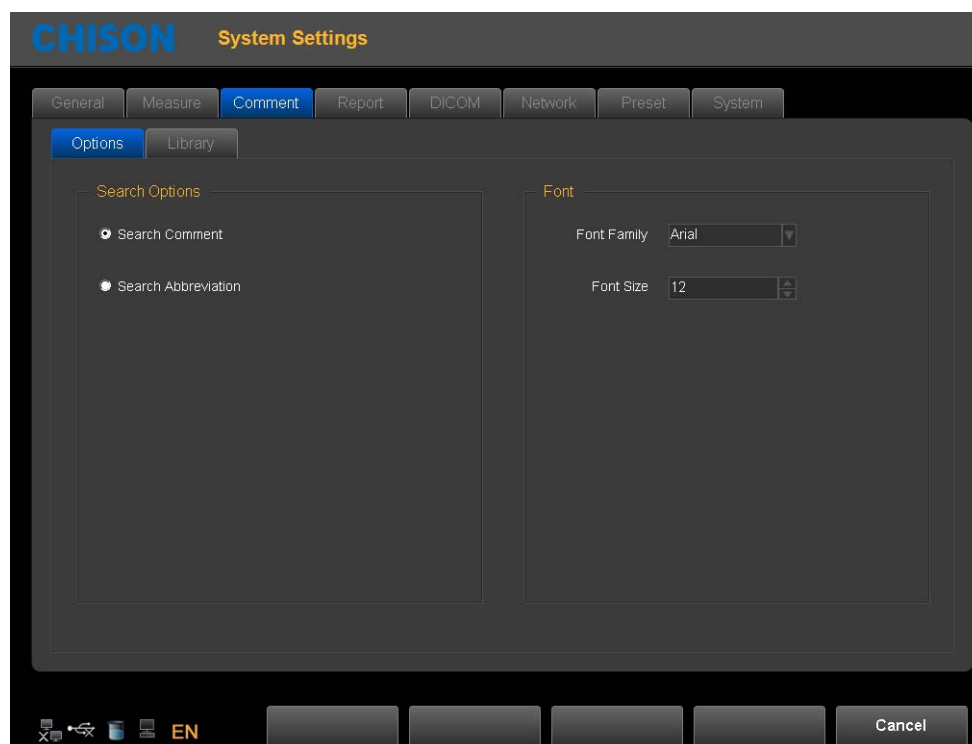 CHISON System Settings
General Measure Comment Report DICOM Network Preset System
Options Library
Search Options Font
Search Comment Font Family Arial
Search Abbreviation Font Size 12
EN Cancel